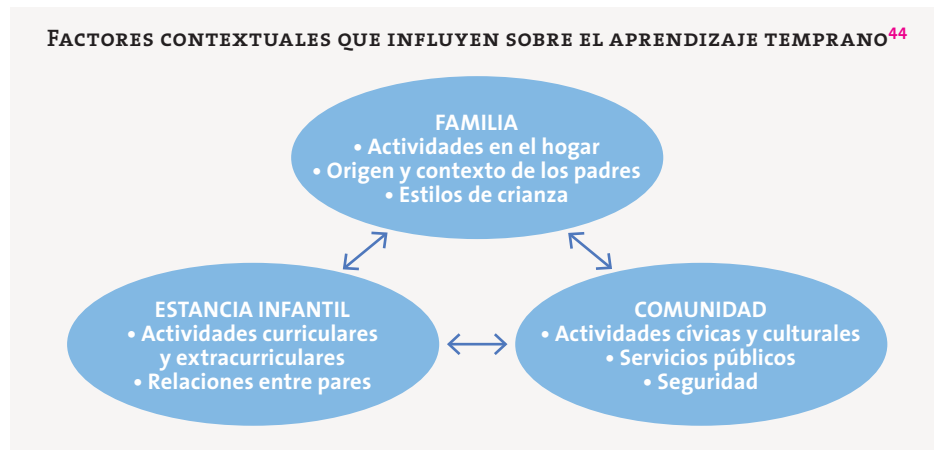 Factores contextuales que influyen sobre el aprendizaje temprano44
FAMILIA
• Actividades en el hogar
• Origen y contexto de los padres
• Estilos de crianza
ESTANCIA INFANTIL
• Actividades curriculares
y extracurriculares
• Relaciones entre pares
COMUNIDAD
• Actividades cívicas y culturales
• Servicios públicos
• Seguridad